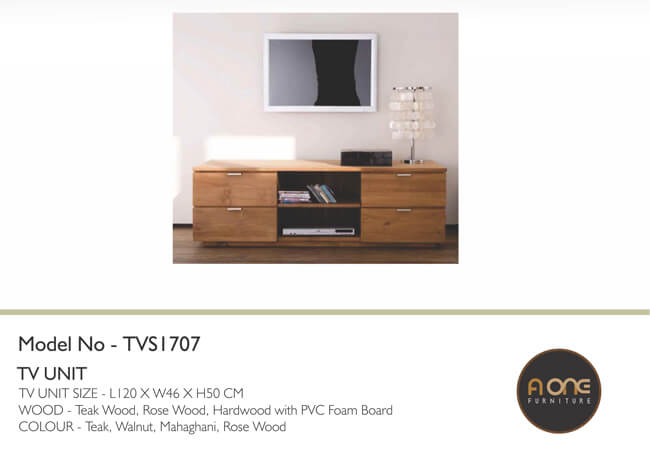 Model No - TVS1707
TV UNIT
TV UNIT SIZE - L120 X W46 X H50 CM
WOOD - Teak Wood, Rose Wood, Hardwood with PVC Foam Board
COLOUR - Teak, Walnut, Mahaghani, Rose Wood
A ONE
FURNITURE